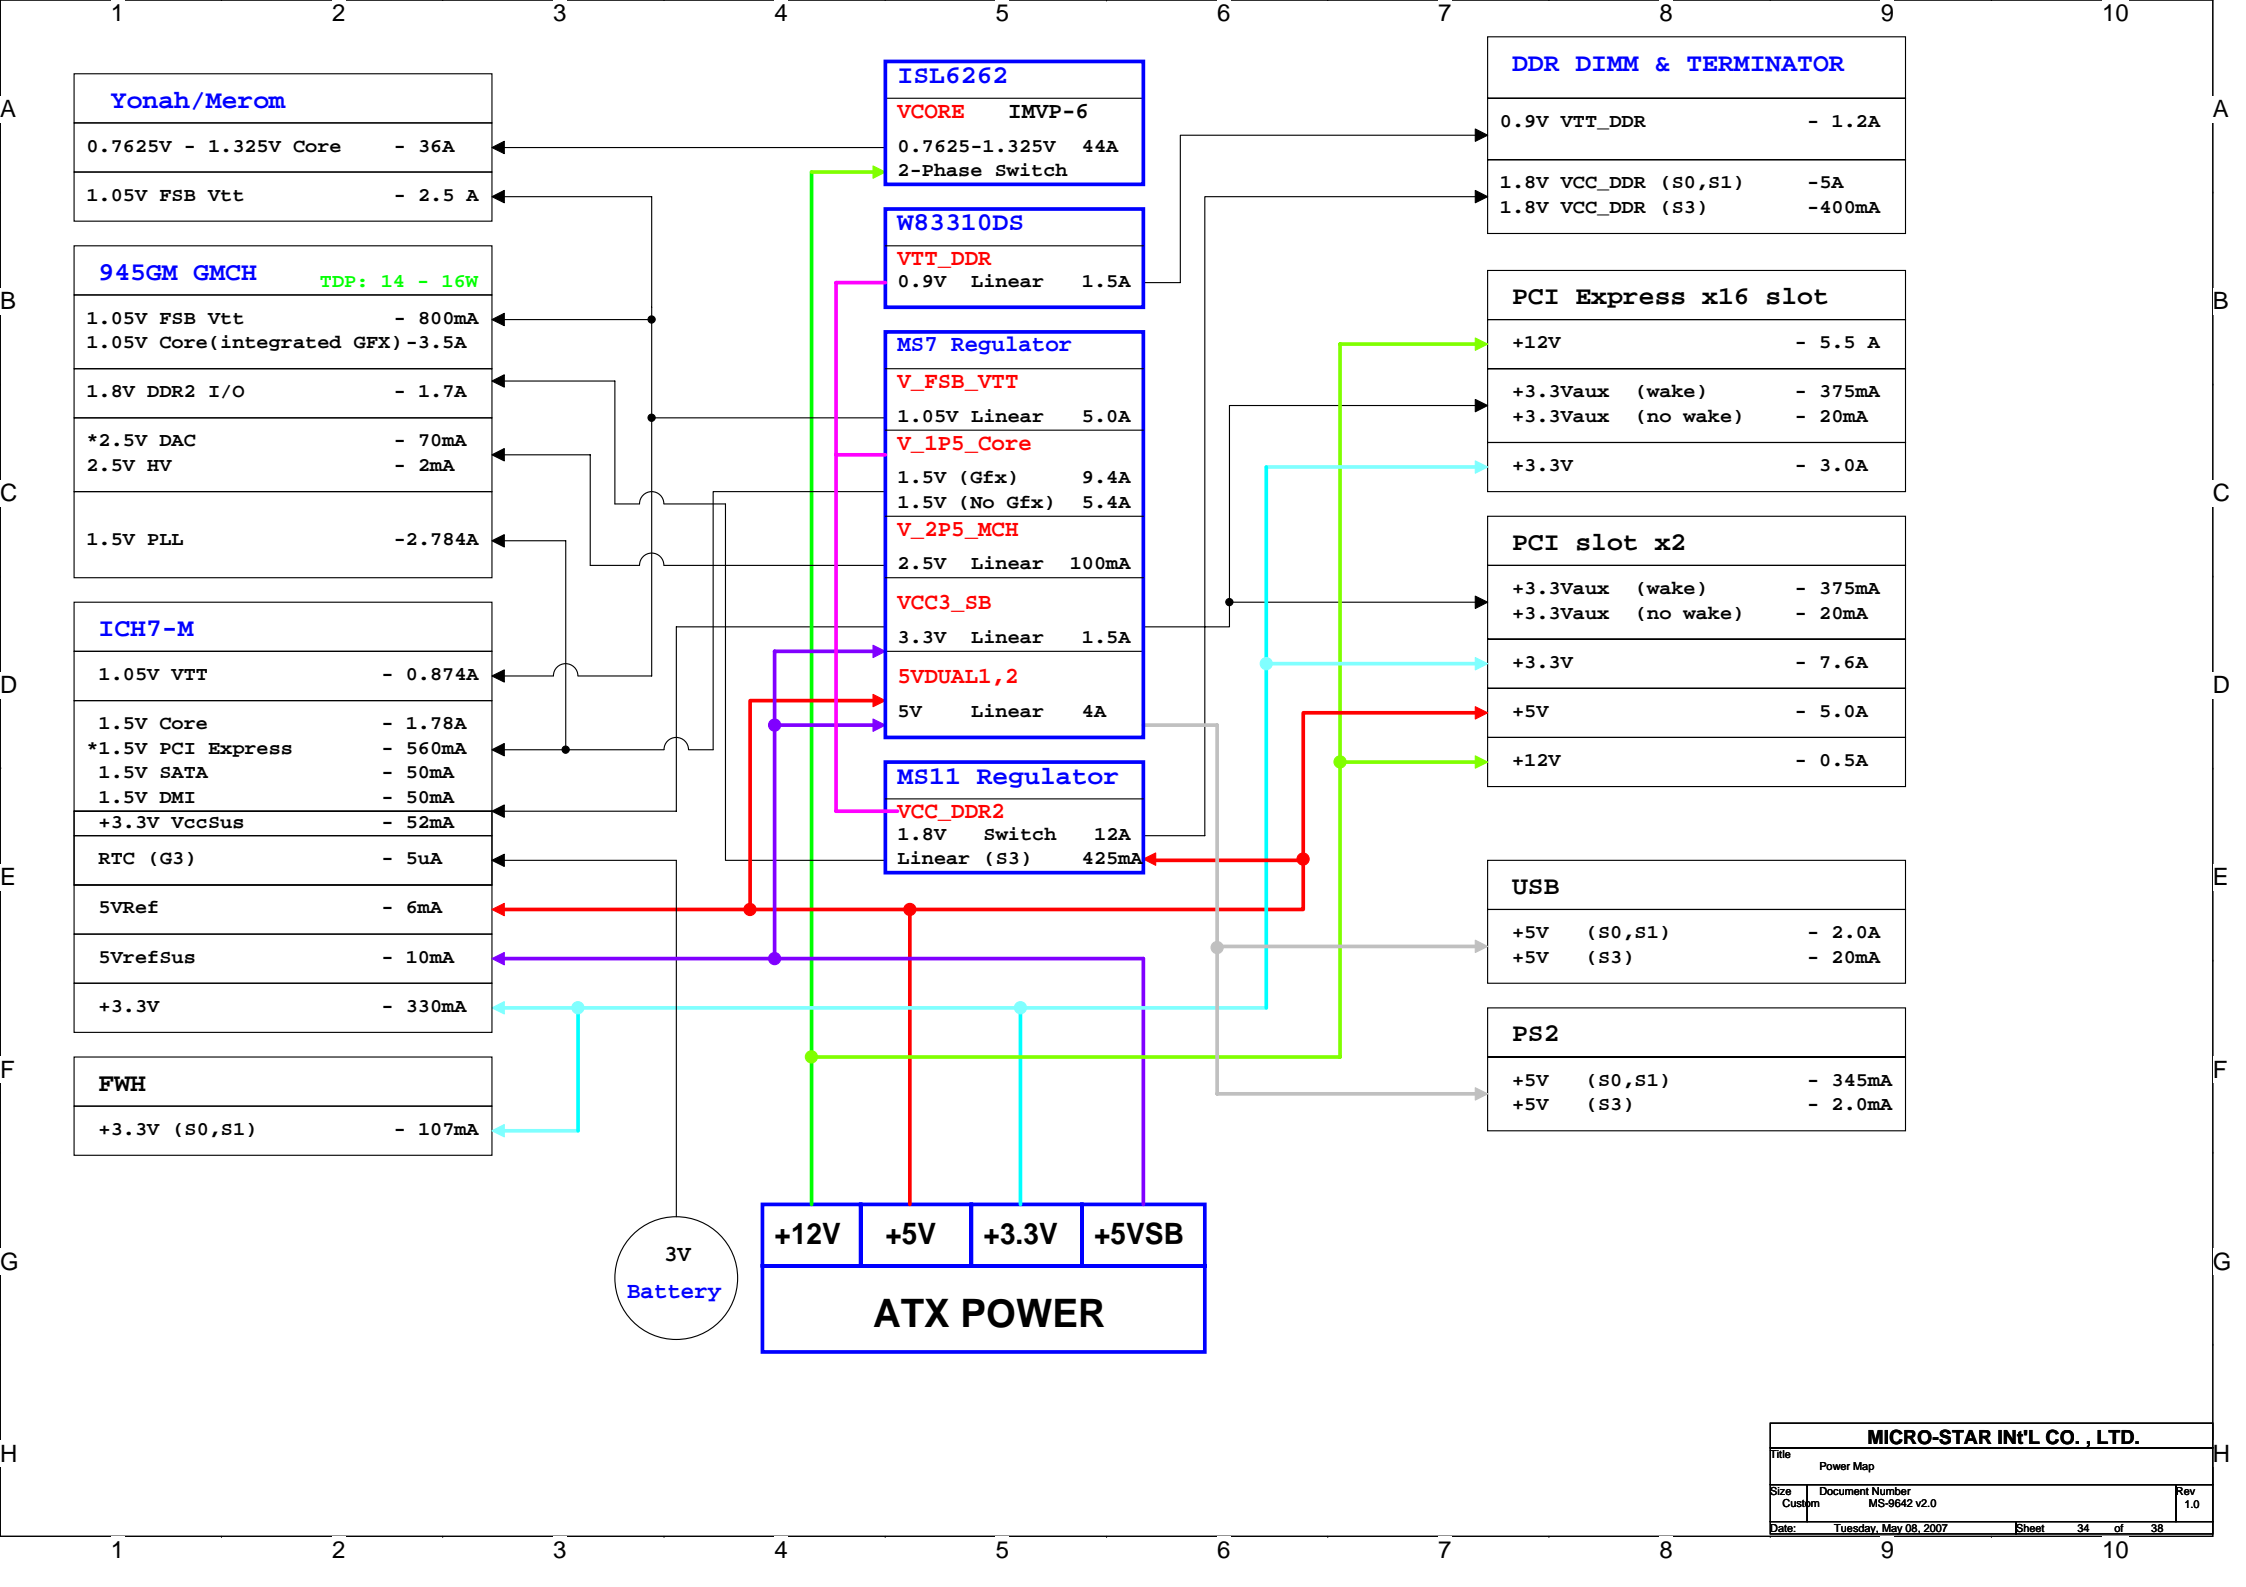 1 2 3 4 5 6 7 8 9 10
A
B
C
D
E
F
G
H
Yonah/Merom
0.7625V - 1.325V Core - 36A
1.05V FSB Vtt - 2.5 A
945GM GMCH TDP: 14 - 16W
1.05V FSB Vtt - 800mA
1.05V Core(integrated GFX) -3.5A
1.8V DDR2 I/O - 1.7A
*2.5V DAC - 70mA
2.5V HV - 2mA
1.5V PLL -2.784A
ICH7-M
1.05V VTT - 0.874A
1.5V Core - 1.78A
*1.5V PCI Express - 560mA
1.5V SATA - 50mA
1.5V DMI - 50mA
+3.3V VccSus - 52mA
RTC (G3) - 5uA
5VRef - 6mA
5VrefSus - 10mA
+3.3V - 330mA
FWH
+3.3V (S0,S1) - 107mA
ISL6262
VCORE IMVP-6
0.7625-1.325V 44A
2-Phase Switch
W83310DS
VTT_DDR
0.9V Linear 1.5A
MS7 Regulator
V_FSB_VTT
1.05V Linear 5.0A
V_1P5_Core
1.5V (Gfx) 9.4A
1.5V (No Gfx) 5.4A
V_2P5_MCH
2.5V Linear 100mA
VCC3_SB
3.3V Linear 1.5A
5VDUAL1,2
5V Linear 4A
MS11 Regulator
VCC_DDR2
1.8V Switch 12A
Linear (S3) 425mA
DDR DIMM & TERMINATOR
0.9V VTT_DDR - 1.2A
1.8V VCC_DDR (S0,S1) -5A
1.8V VCC_DDR (S3) -400mA
PCI Express x16 slot
+12V - 5.5 A
+3.3Vaux (wake) - 375mA
+3.3Vaux (no wake) - 20mA
+3.3V - 3.0A
PCI slot x2
+3.3Vaux (wake) - 375mA
+3.3Vaux (no wake) - 20mA
+3.3V - 7.6A
+5V - 5.0A
+12V - 0.5A
USB
+5V (S0,S1) - 2.0A
+5V (S3) - 20mA
PS2
+5V (S0,S1) - 345mA
+5V (S3) - 2.0mA
3V
Battery
+12V +5V +3.3V +5VSB
ATX POWER
A
B
C
D
E
F
G
H
MICRO-STAR INt'L CO. , LTD.
Title
Power Map
Size Document Number Rev
Custom MS-9642 v2.0 1.0
Date: Tuesday, May 08, 2007 Sheet 34 of 38
1 2 3 4 5 6 7 8 9 10